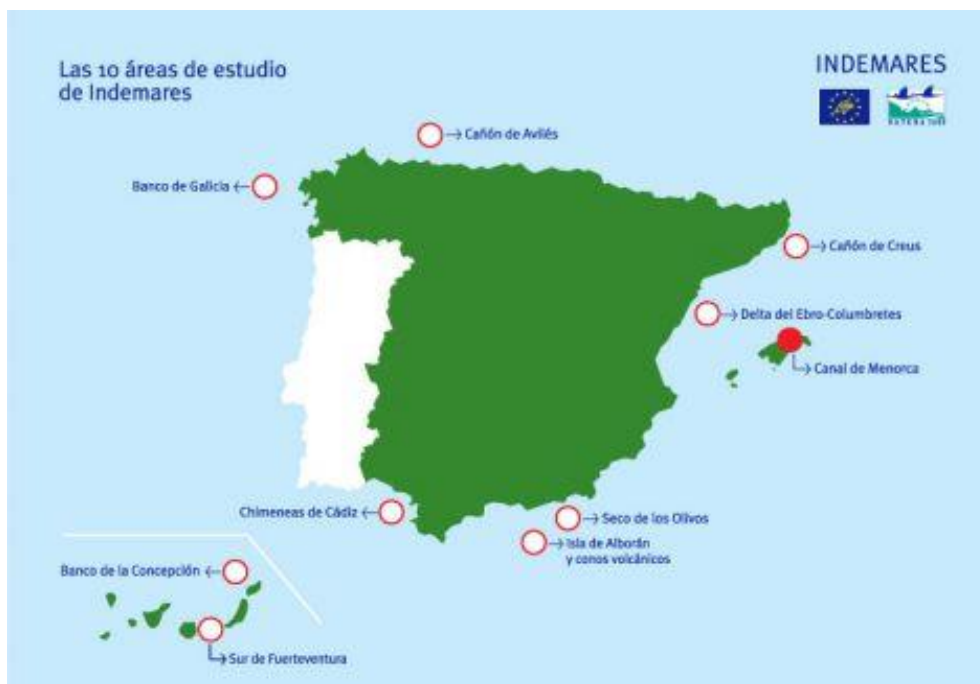 Las 10 áreas de estudio
de Indemares
INDEMARES
NATURA 2000
Cañón de Avilés
Banco de Galicia
Cañón de Creus
Delta del Ebro-Columbretes
Canal de Menorca
Chimeneas de Cádiz
Seco de los Olivos
Isla de Alborán
y conos volcánicos
Banco de la Concepción
Sur de Fuerteventura